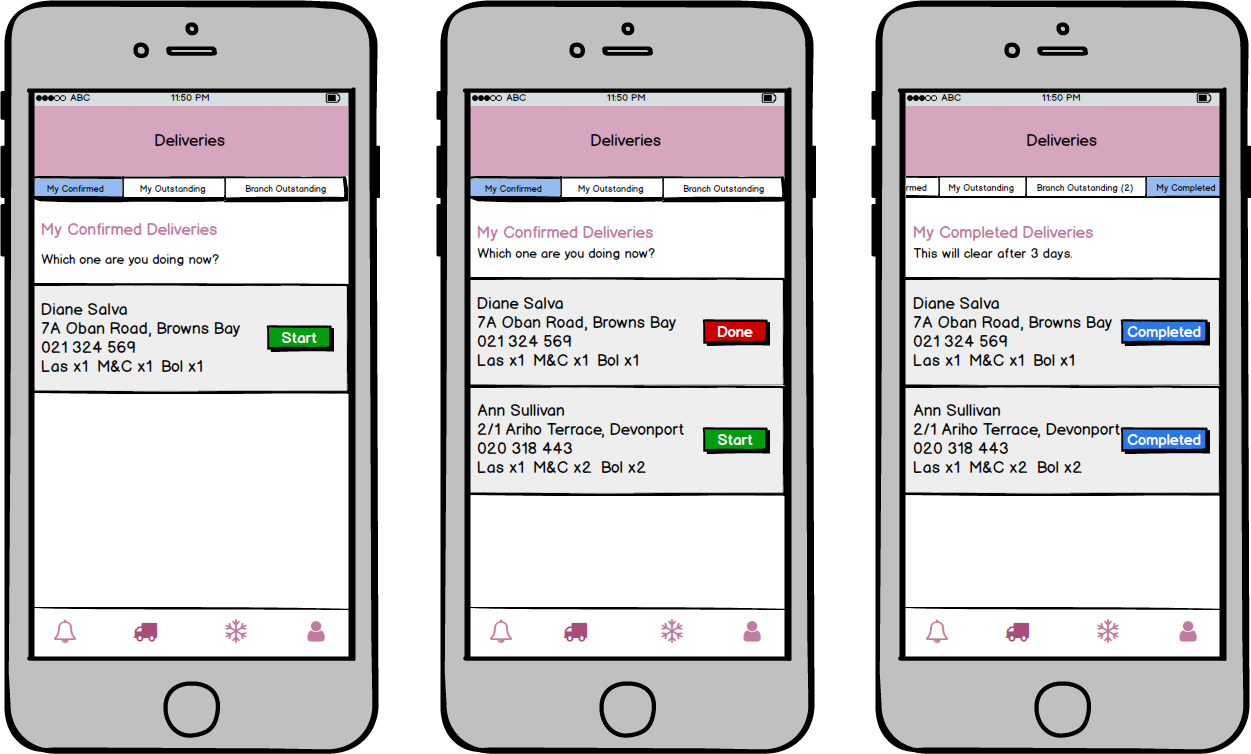 ABC 11:50 PM
Deliveries
My Confirmed My Outstanding Branch Outstanding
My Confirmed Deliveries
Which one are you doing now?
Diane Salva
7A Oban Road, Browns Bay
021 324 569
Las x1 M&C x1 Bol x1
Start
ABC 11:50 PM
Deliveries
My Confirmed My Outstanding Branch Outstanding
My Confirmed Deliveries
Which one are you doing now?
Diane Salva
7A Oban Road, Browns Bay
021 324 569
Las x1 M&C x1 Bol x1
Done
Ann Sullivan
2/1 Ariho Terrace, Devonport
020 318 443
Las x1 M&C x2 Bol x2
Start
ABC 11:50 PM
Deliveries
rmed My Outstanding Branch Outstanding (2) My Completed
My Completed Deliveries
This will clear after 3 days.
Diane Salva
7A Oban Road, Browns Bay
021 324 569
Las x1 M&C x1 Bol x1
Completed
Ann Sullivan
2/1 Ariho Terrace, Devonport
020 318 443
Las x1 M&C x2 Bol x2
Completed